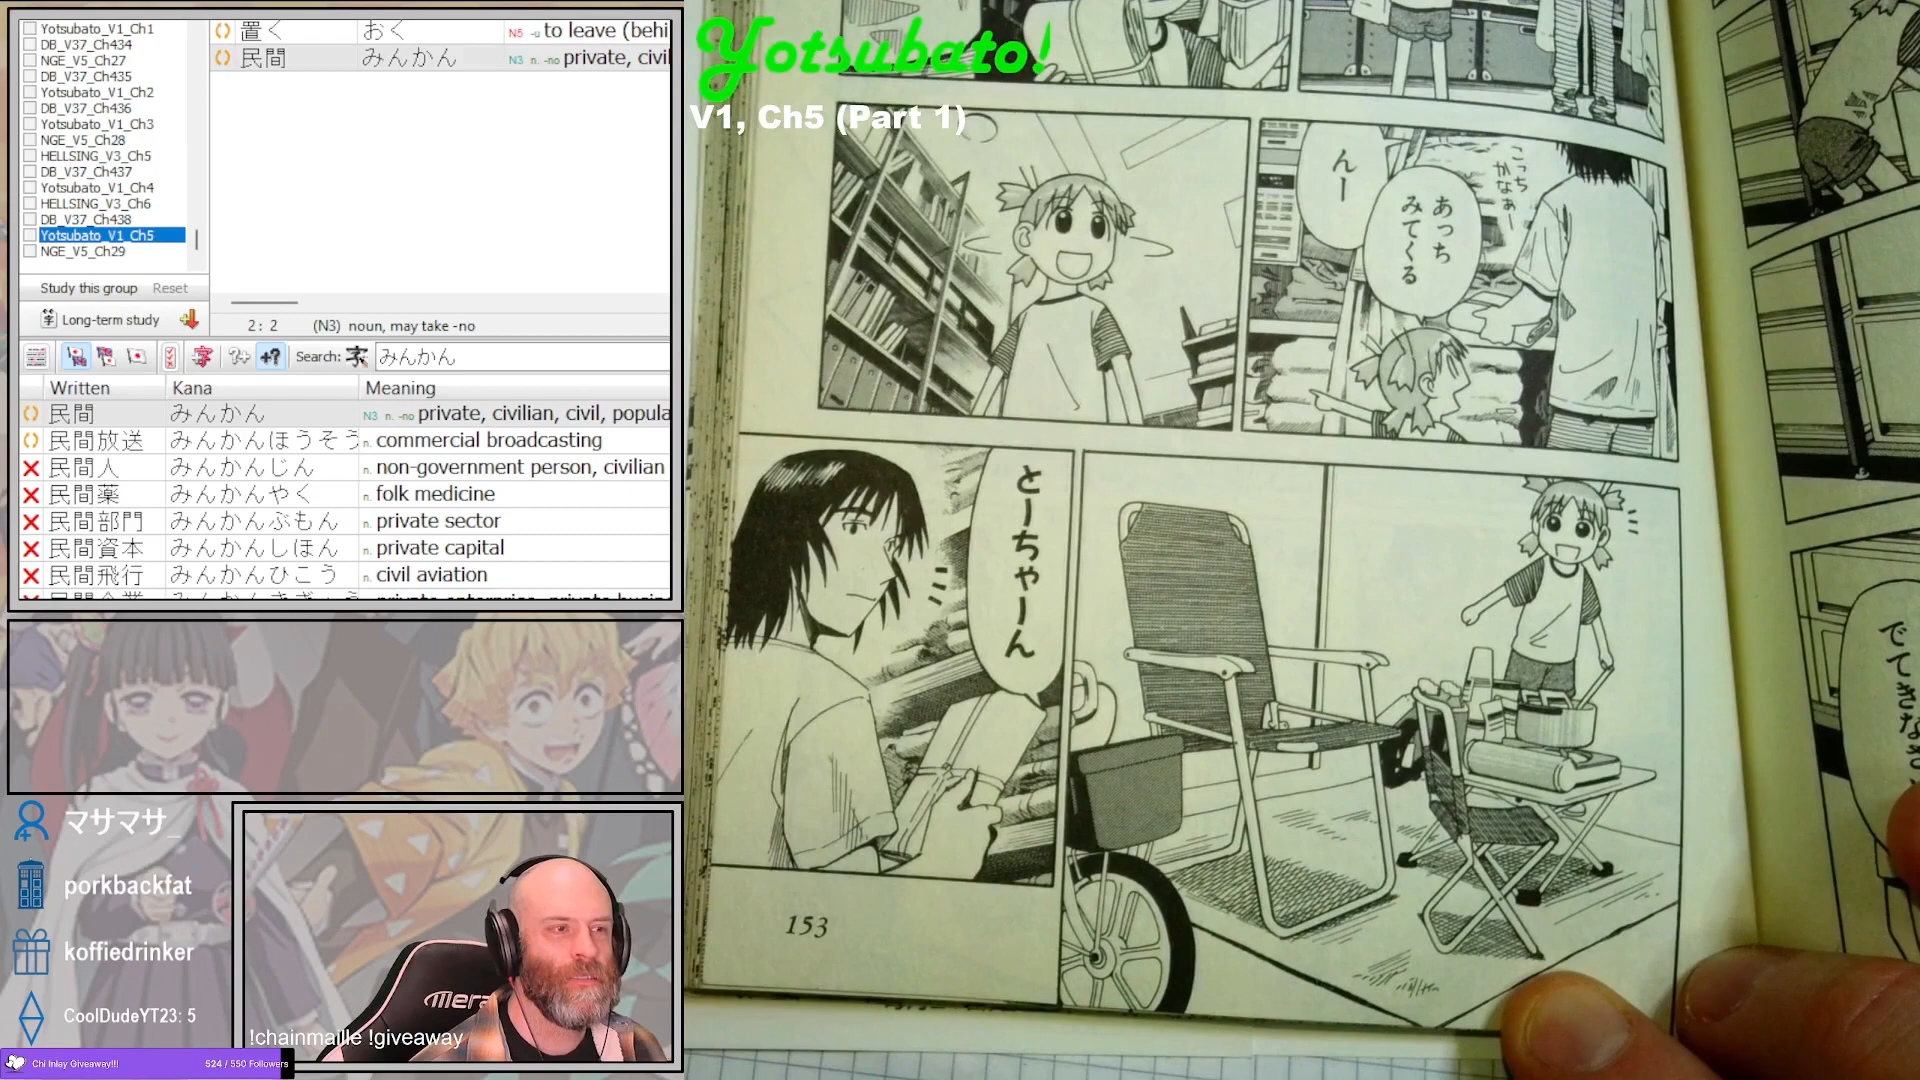 Yotsubato_V1_Ch1
DB_V37_Ch434
NGE_V5_Ch27
DB_V37_Ch435
Yotsubato_V1_Ch2
DB_V37_Ch436
Yotsubato_V1_Ch3
NGE_V5_Ch28
HELLSING_V3_Ch5
DB_V37_Ch437
Yotsubato_V1_Ch4
HELLSING_V3_Ch6
DB_V37_Ch438
Yotsubato_V1_Ch5
NGE_V5_Ch29
Study this group Reset
Long-term study
置く おく N5 -u to leave (behi
民間 みんかん N3 n. -no private, civil
2: 2 (N3) noun, may take -no
Search: みんかん
Written Kana Meaning
民間 みんかん N3 n. -no private, civilian, civil, popula
民間放送 みんかんほうそう n. commercial broadcasting
民間人 みんかんじん n. non-government person, civilian
民間薬 みんかんやく n. folk medicine
民間部門 みんかんぶもん n. private sector
民間資本 みんかんしほん n. private capital
民間飛行 みんかんひこう n. civil aviation
マサマサ_
porkbackfat
koffiedrinker
CoolDudeYT23: 5
Chi Inlay Giveaway!!! 524 / 550 Followers
!chainmaille !giveaway
Yotsubato!
V1, Ch5 (Part 1)
こっち
かなぁー
んー
あっち
みてくる
とーちゃーん
153